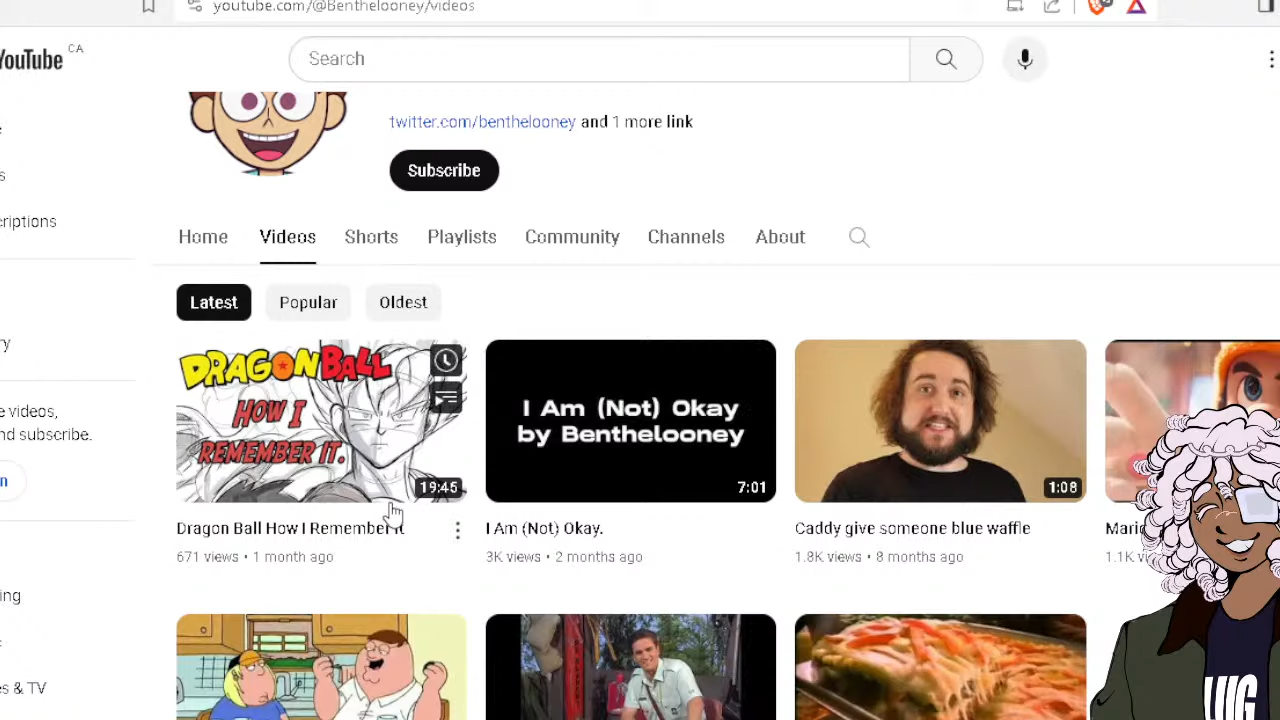 youtube.com/@Benthelooney/videos
YouTube CA
Search
twitter.com/benthelooney and 1 more link
Subscribe
Home Videos Shorts Playlists Community Channels About
Latest Popular Oldest
DRAGON BALL
HOW I
REMEMBER IT.
19:45
I Am (Not) Okay
by Benthelooney
7:01
1:08
Dragon Ball How I Remember It
671 views • 1 month ago
I Am (Not) Okay.
3K views • 2 months ago
Caddy give someone blue waffle
1.8K views • 8 months ago